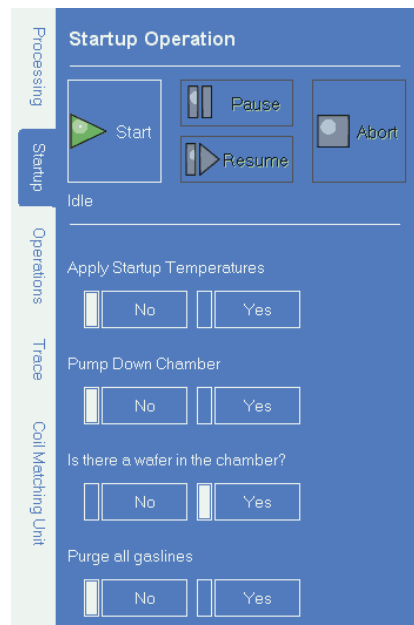 Processing
Startup
Operations
Trace
Coil Matching Unit
Startup Operation
Start
Pause
Resume
Abort
Idle
Apply Startup Temperatures
No Yes
Pump Down Chamber
No Yes
Is there a wafer in the chamber?
No Yes
Purge all gaslines
No Yes